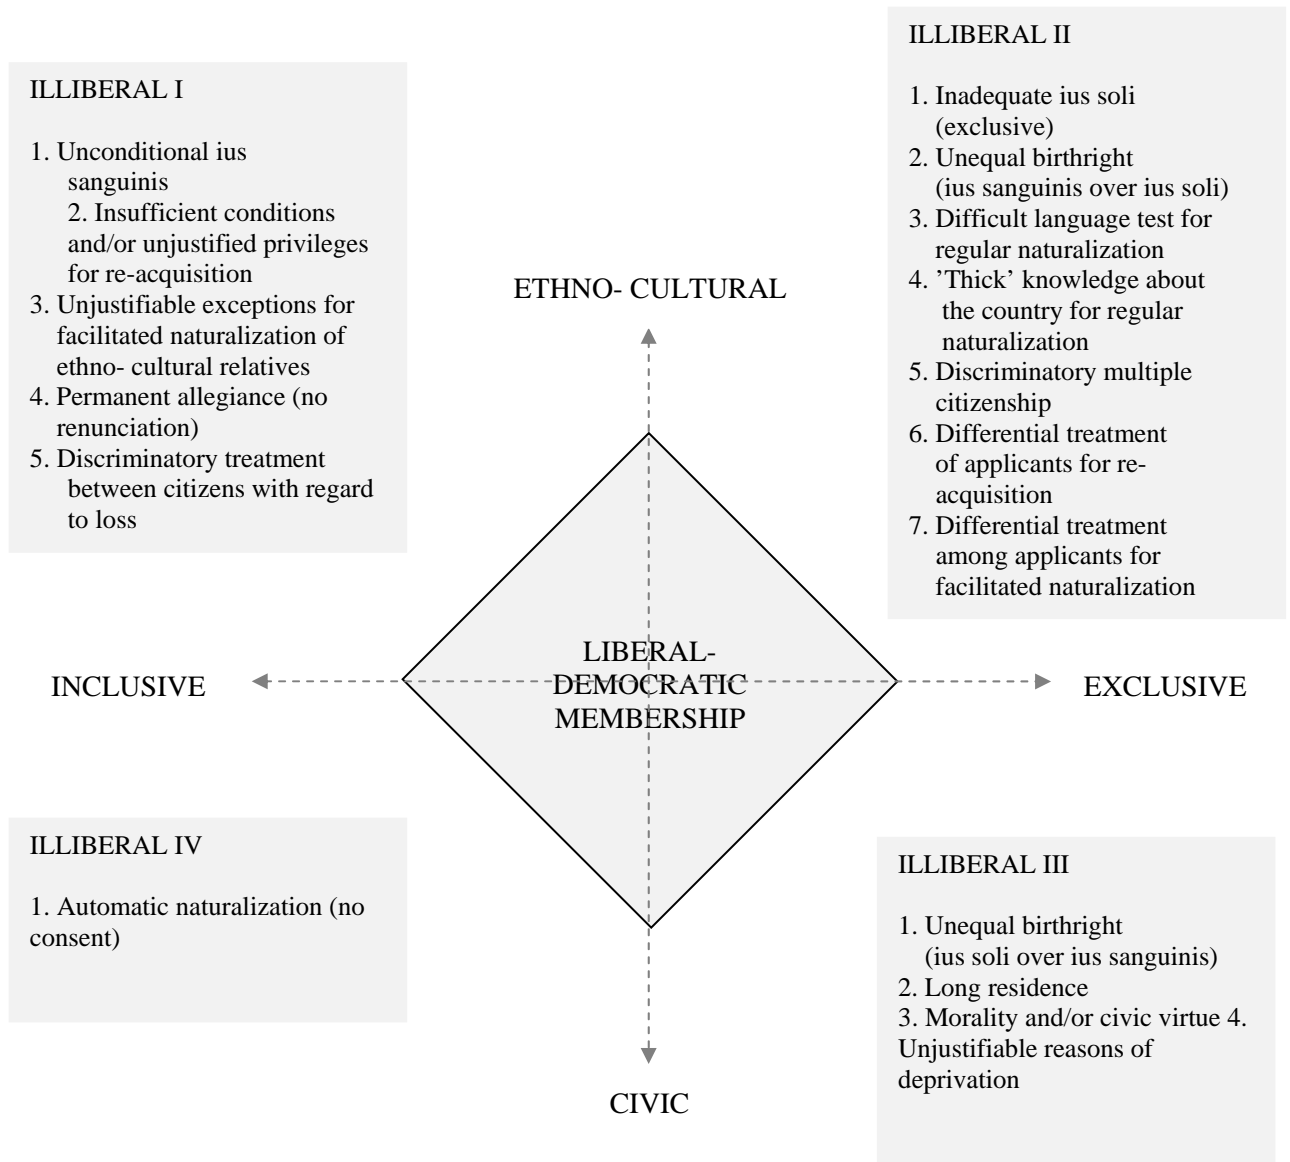 ILLIBERAL I
1. Unconditional ius
sanguinis
2. Insufficient conditions
and/or unjustified privileges
for re-acquisition
3. Unjustifiable exceptions for
facilitated naturalization of
ethno- cultural relatives
4. Permanent allegiance (no
renunciation)
5. Discriminatory treatment
between citizens with regard
to loss
ILLIBERAL II
1. Inadequate ius soli
(exclusive)
2. Unequal birthright
(ius sanguinis over ius soli)
3. Difficult language test for
regular naturalization
4. ’Thick’ knowledge about
the country for regular
naturalization
5. Discriminatory multiple
citizenship
6. Differential treatment
of applicants for re-
acquisition
7. Differential treatment
among applicants for
facilitated naturalization
ETHNO- CULTURAL
INCLUSIVE
LIBERAL-
DEMOCRATIC
MEMBERSHIP
EXCLUSIVE
ILLIBERAL IV
1. Automatic naturalization (no
consent)
ILLIBERAL III
1. Unequal birthright
(ius soli over ius sanguinis)
2. Long residence
3. Morality and/or civic virtue 4.
Unjustifiable reasons of
deprivation
CIVIC